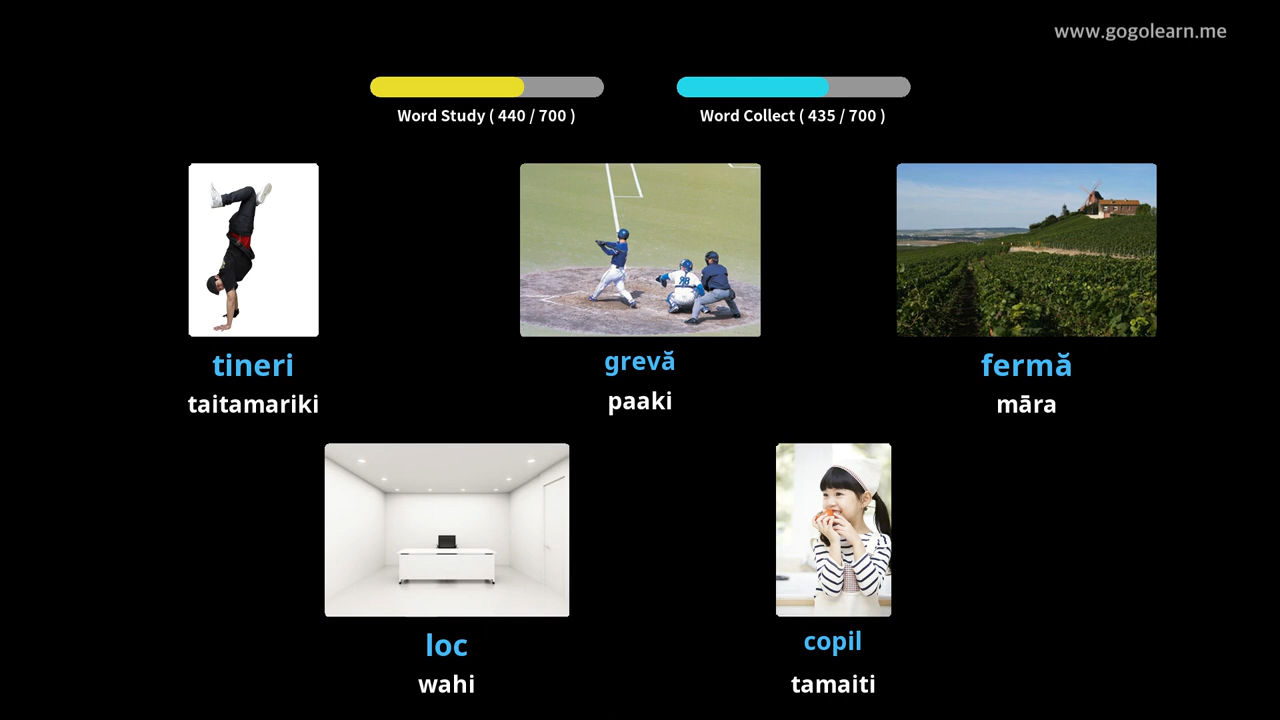 www.gogolearn.me
Word Study ( 440 / 700 )
Word Collect ( 435 / 700 )
tineri
taitamariki
grevă
paaki
fermă
māra
loc
wahi
copil
tamaiti